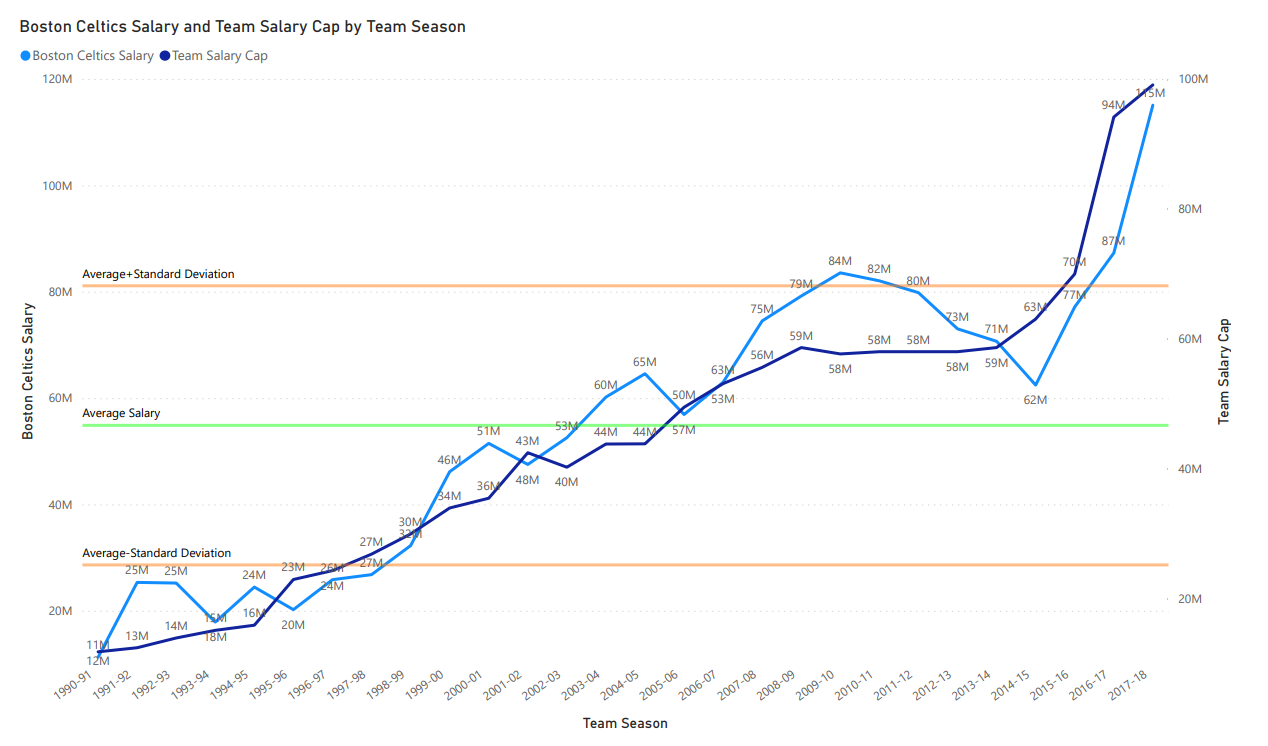 Boston Celtics Salary and Team Salary Cap by Team Season
Boston Celtics Salary Team Salary Cap
120M
100M
80M
60M
40M
20M
100M
80M
60M
40M
20M
Boston Celtics Salary
Team Salary Cap
Average+Standard Deviation
Average Salary
Average-Standard Deviation
11M 25M 25M 18M 24M 20M 26M 27M 32M 46M 51M 48M 53M 60M 65M 57M 63M 75M 79M 84M 82M 80M 73M 71M 62M 77M 87M 115M
12M 13M 14M 15M 16M 23M 24M 27M 30M 34M 36M 43M 40M 44M 44M 50M 53M 56M 59M 58M 58M 58M 58M 59M 63M 70M 94M
1990-91 1991-92 1992-93 1993-94 1994-95 1995-96 1996-97 1997-98 1998-99 1999-00 2000-01 2001-02 2002-03 2003-04 2004-05 2005-06 2006-07 2007-08 2008-09 2009-10 2010-11 2011-12 2012-13 2013-14 2014-15 2015-16 2016-17 2017-18
Team Season